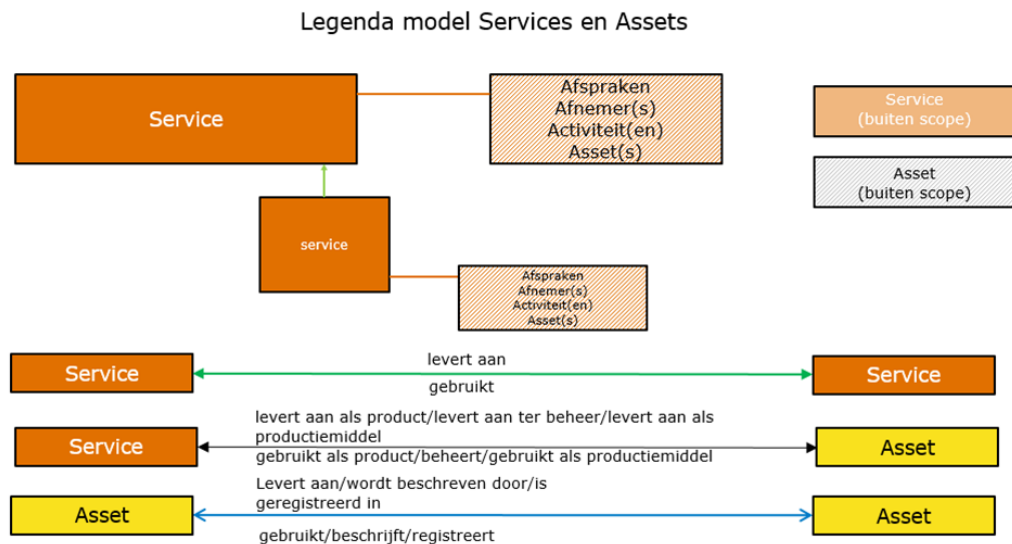 Legenda model Services en Assets
Service
Afspraken
Afnemer(s)
Activiteit(en)
Asset(s)
Service
(buiten scope)
Asset
(buiten scope)
service
Afspraken
Afnemer(s)
Activiteit(en)
Asset(s)
Service
levert aan
gebruikt
Service
Service
levert aan als product/levert aan ter beheer/levert aan als
productiemiddel
gebruikt als product/beheert/gebruikt als productiemiddel
Asset
Asset
Levert aan/wordt beschreven door/is
geregistreerd in
gebruikt/beschrijft/registreert
Asset